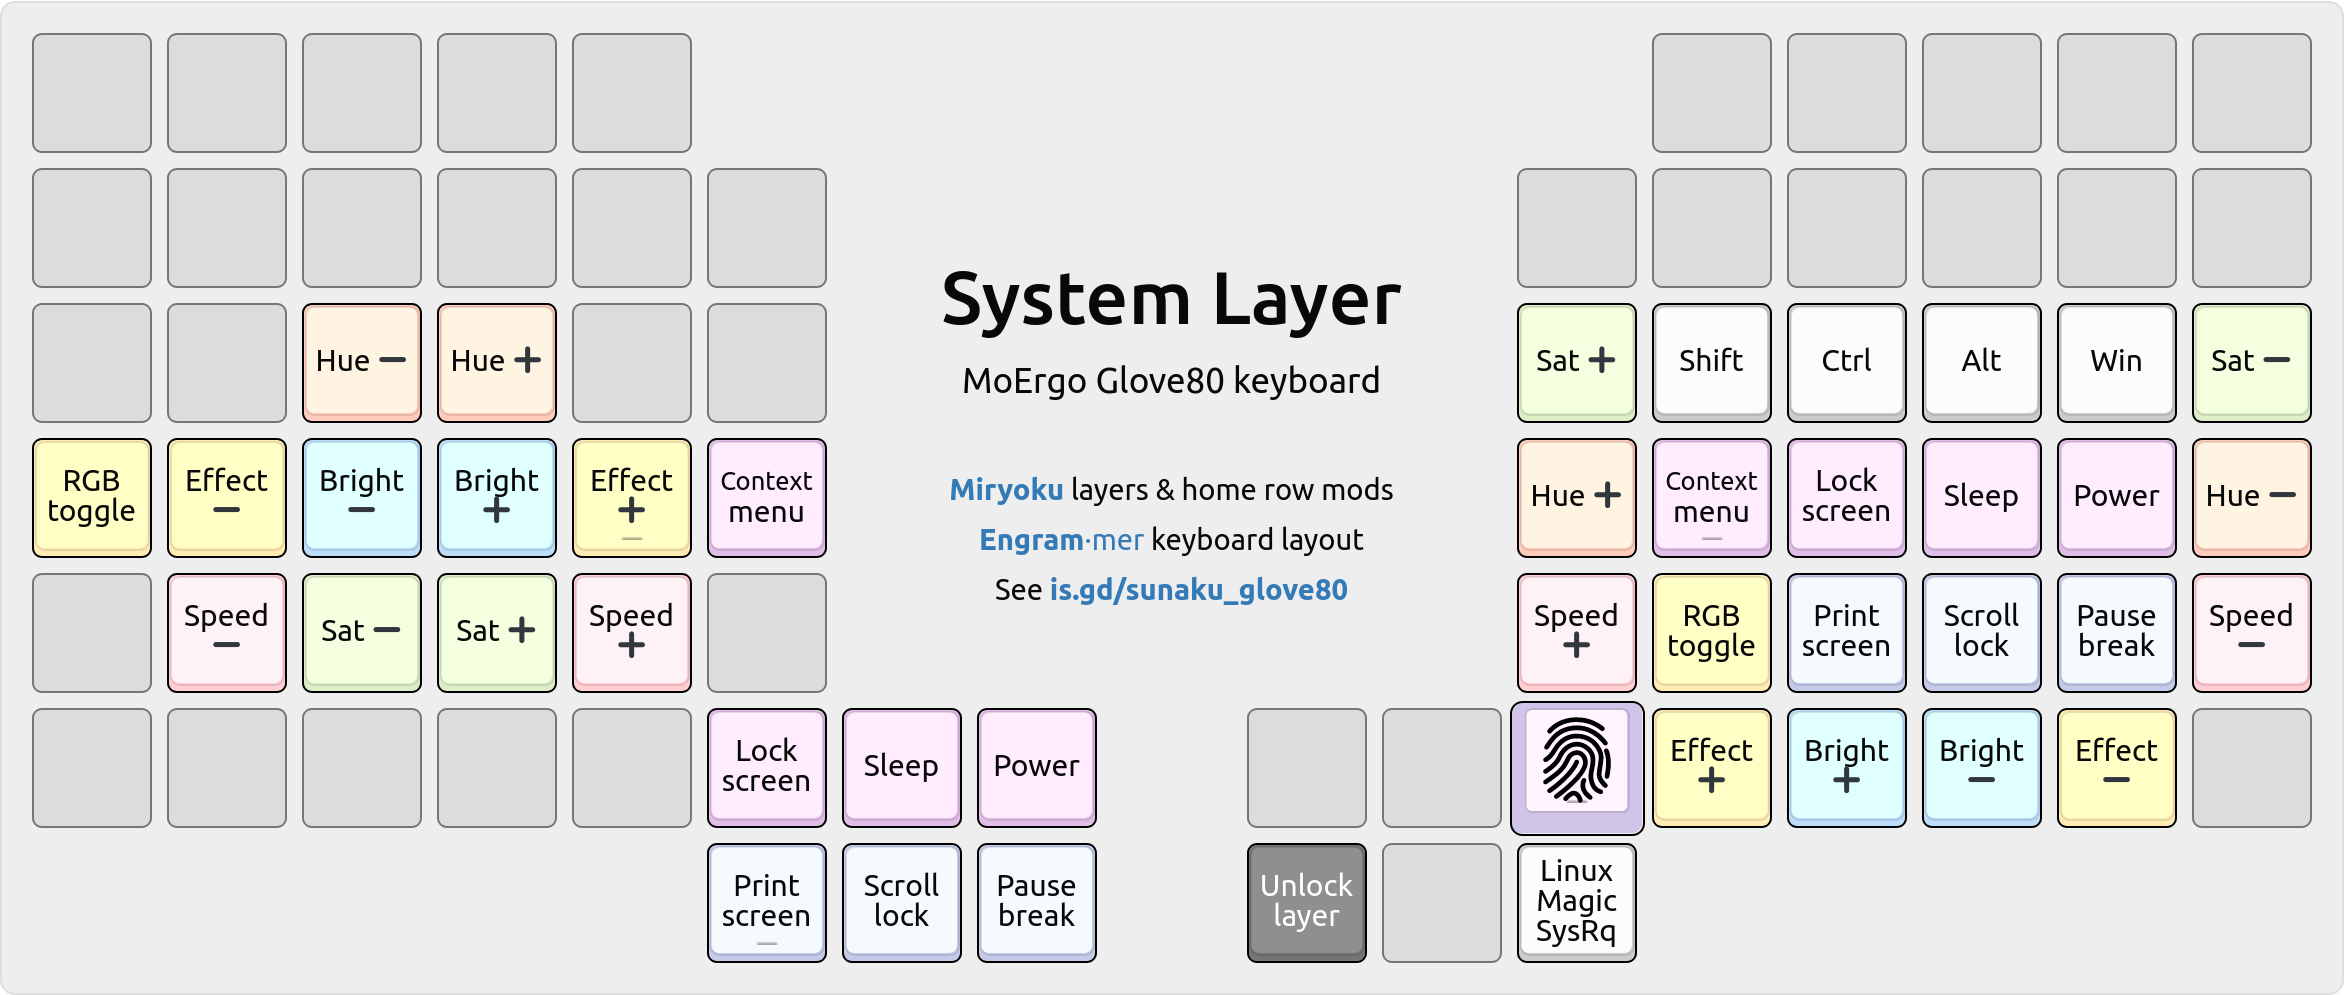 System Layer
MoErgo Glove80 keyboard
Miryoku layers & home row mods
Engram·mer keyboard layout
See is.gd/sunaku_glove80
Hue −
Hue +
RGB
toggle
Effect
−
Bright
−
Bright
+
Effect
+
Context
menu
Speed
−
Sat −
Sat +
Speed
+
Lock
screen
Sleep
Power
Print
screen
Scroll
lock
Pause
break
Sat +
Shift
Ctrl
Alt
Win
Sat −
Hue +
Context
menu
Lock
screen
Sleep
Power
Hue −
Speed
+
RGB
toggle
Print
screen
Scroll
lock
Pause
break
Speed
−
Effect
+
Bright
+
Bright
−
Effect
−
Unlock
layer
Linux
Magic
SysRq